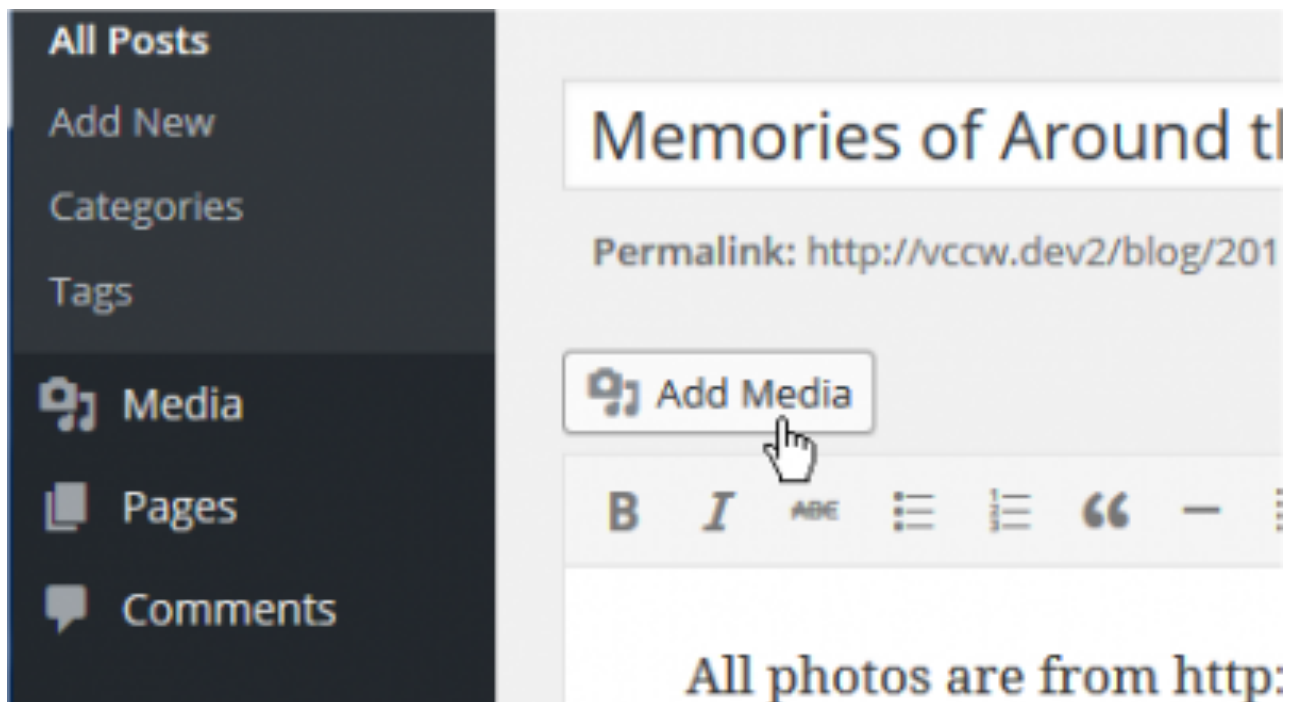 All Posts
Add New
Categories
Tags
Media
Pages
Comments
Memories of Around
Permalink: http://vccw.dev2/blog/201
Add Media
B I ABC
All photos are from http: